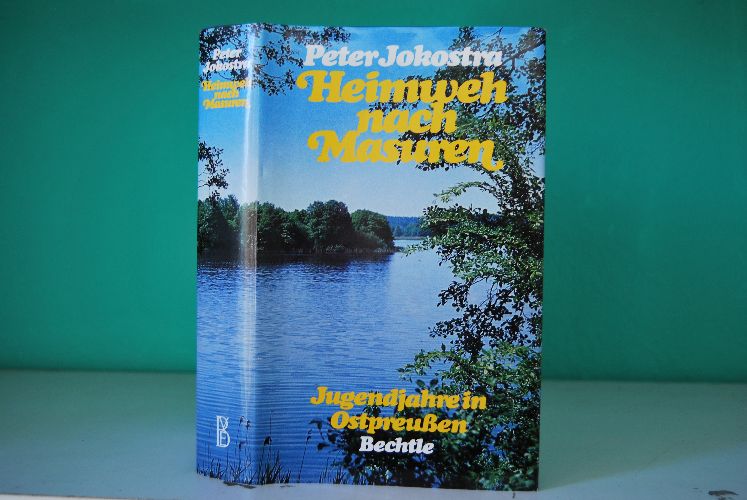 Peter
Jokostra
Heimweh
nach
Masuren
Peter Jokostra
Heimweh
nach
Masuren
Jugendjahre in
Ostpreußen
Bechtle